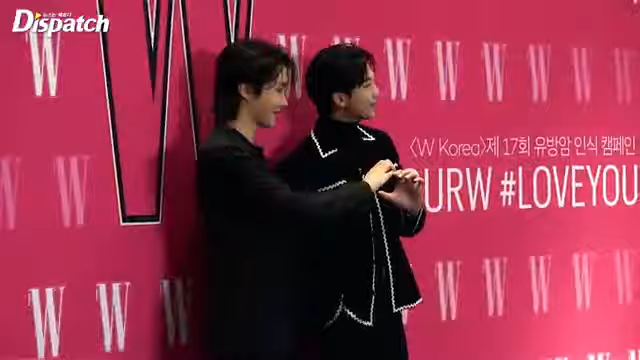 Dispatch
W
W W W W W W W W
<W Korea>제 17회 유방암 인식 캠페인
URW #LOVEYOU
W W
W W W W W
W W W